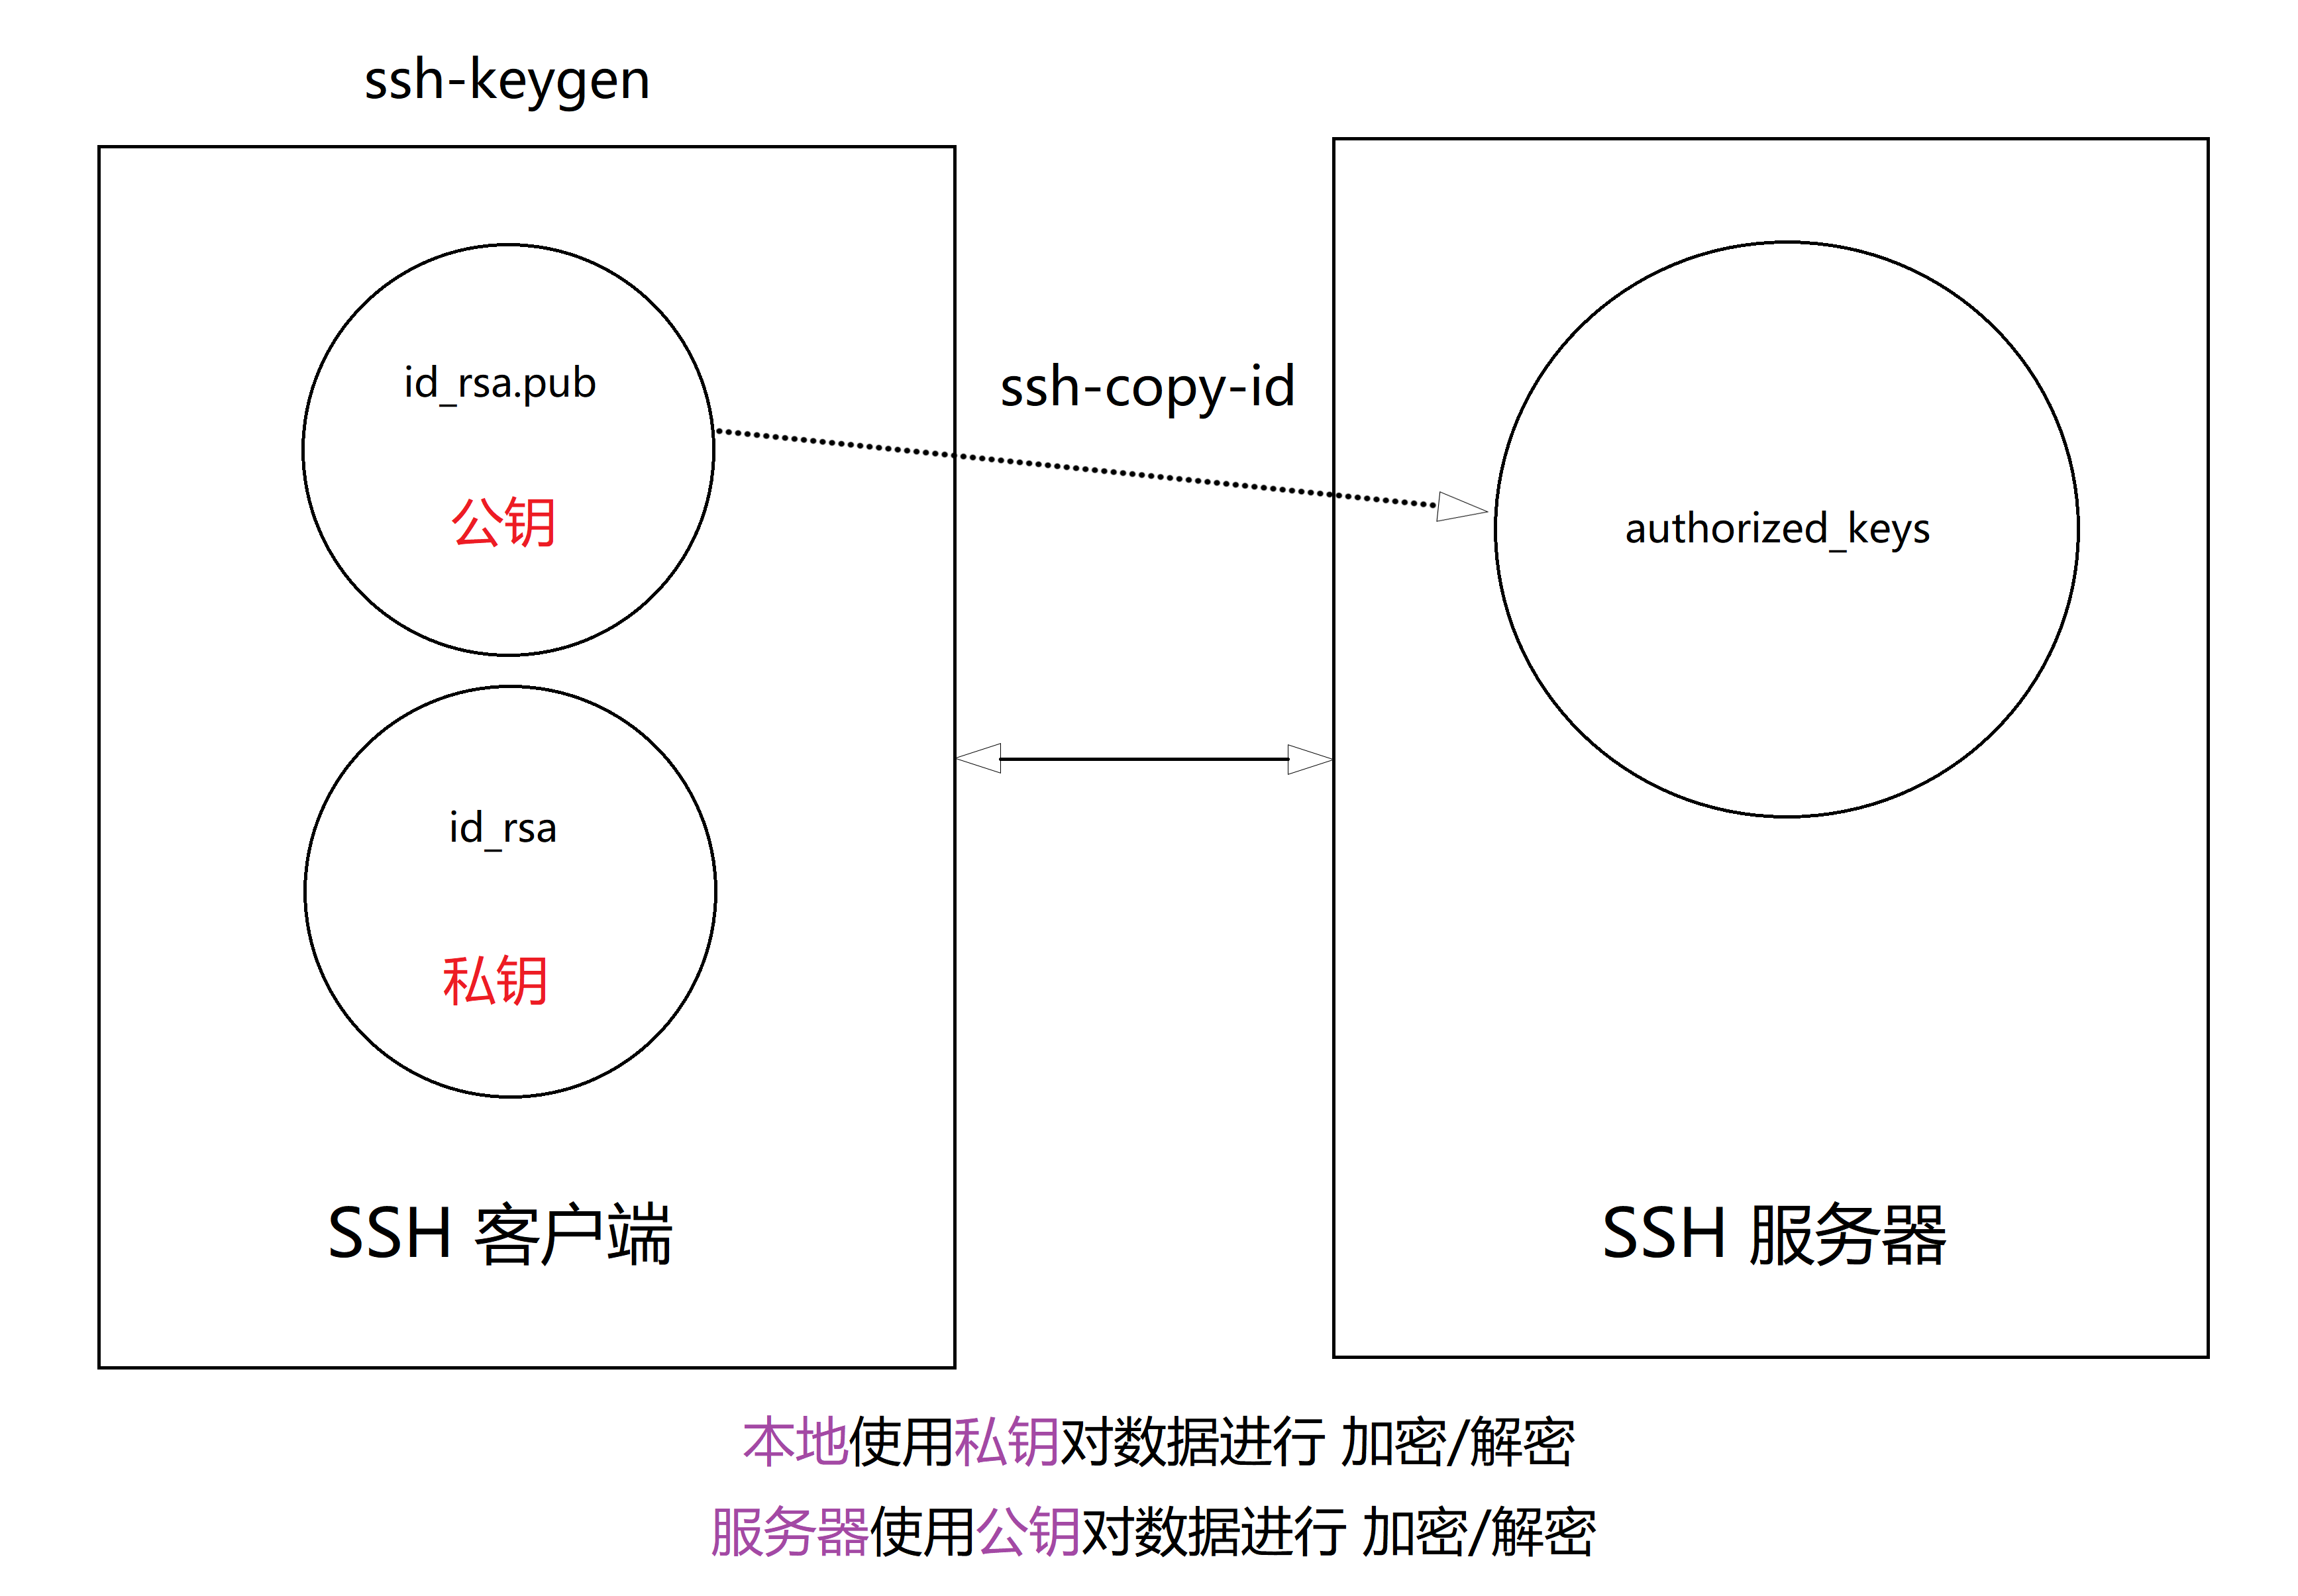 ssh-keygen
id_rsa.pub
公钥
ssh-copy-id
authorized_keys
id_rsa
私钥
SSH 客户端
SSH 服务器
本地使用私钥对数据进行 加密/解密
服务器使用公钥对数据进行 加密/解密